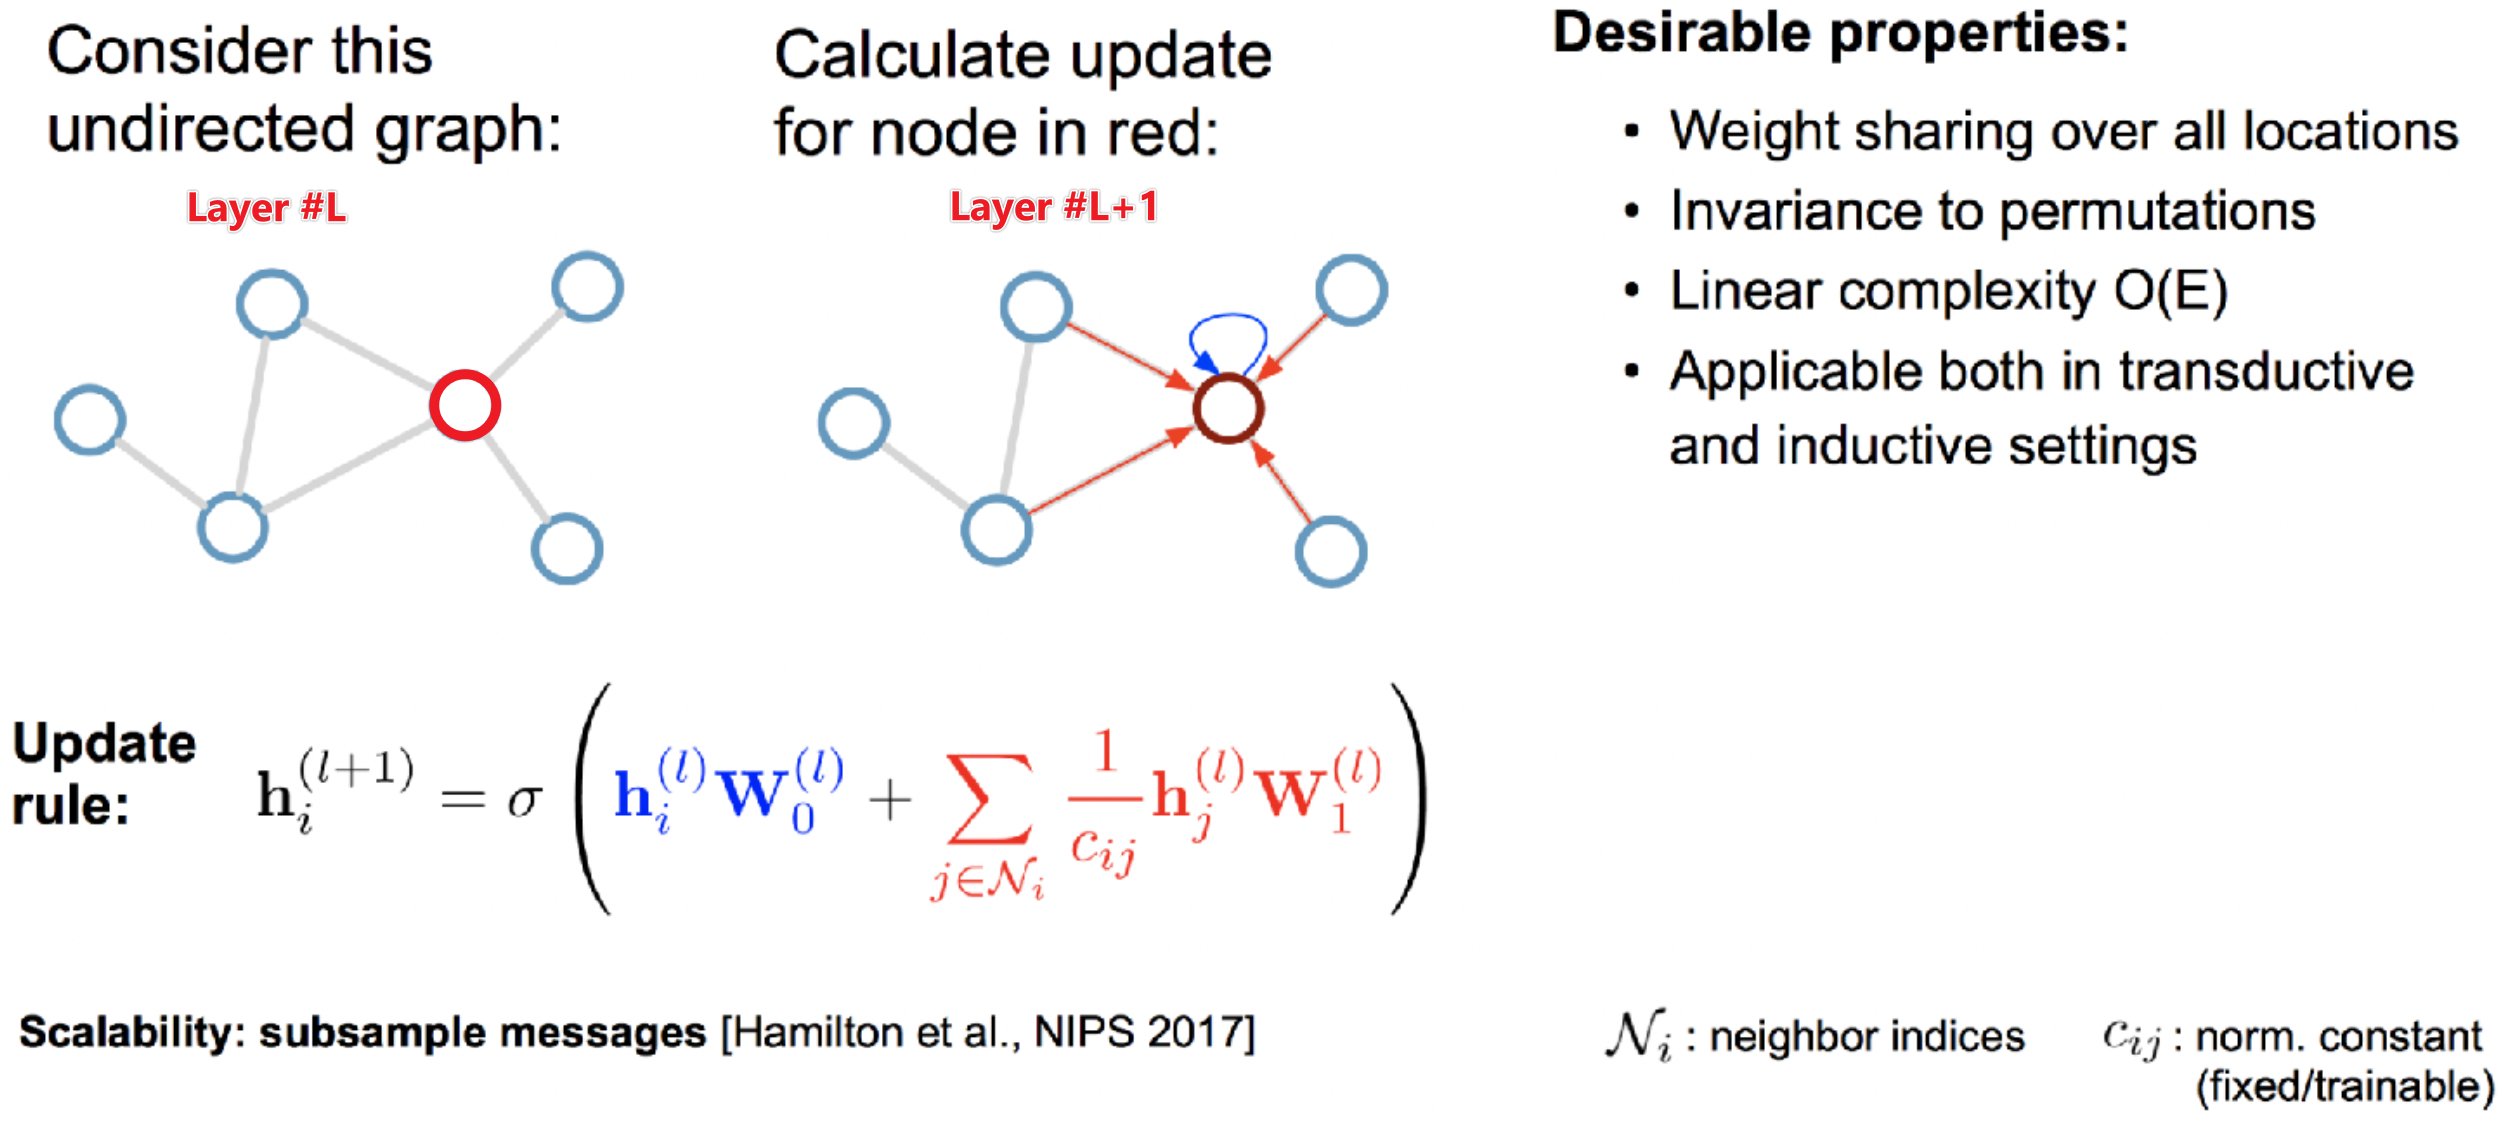 Consider this
undirected graph:
Layer #L
Calculate update
for node in red:
Layer #L+1
Desirable properties:
• Weight sharing over all locations
• Invariance to permutations
• Linear complexity O(E)
• Applicable both in transductive
and inductive settings
Update
rule:
$\mathbf{h}_i^{(l+1)} = \sigma \left( \mathbf{h}_i^{(l)} \mathbf{W}_0^{(l)} + \sum_{j \in \mathcal{N}_i} \frac{1}{c_{ij}} \mathbf{h}_j^{(l)} \mathbf{W}_1^{(l)} \right)$
Scalability: subsample messages [Hamilton et al., NIPS 2017]
$\mathcal{N}_i$ : neighbor indices
$c_{ij}$ : norm. constant
(fixed/trainable)